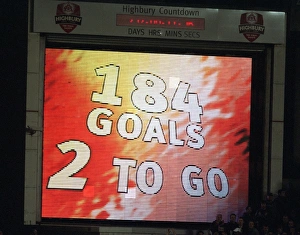 Highbury Countdown
DAYS HRS MINS SECS
184
GOALS
2 TO GO